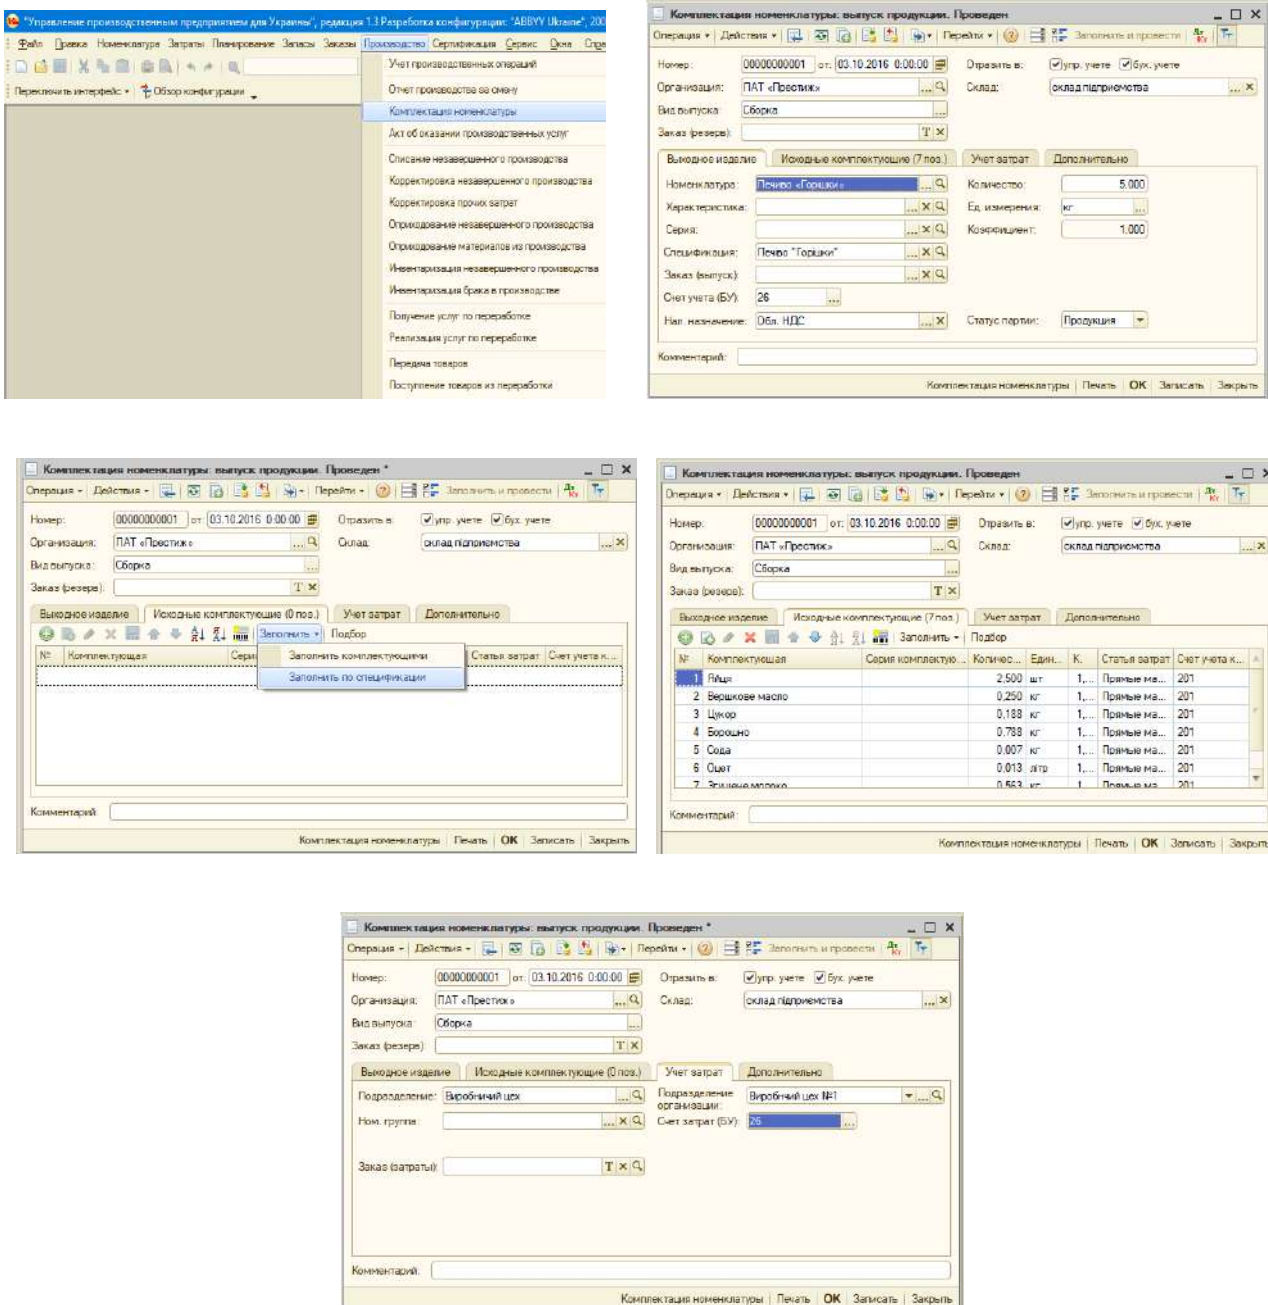 "Управление производственным предприятием для Украины", редакция 1.3 Разработка конфигурации: "ABBYY Ukraine", 200
Файл Правка Номенклатура Затраты Планирование Запасы Заказы Производство Сертификация Сервис Окна Спра
Переключить интерфейс Обзор конфигурации
Учет производственных операций
Отчет производства за смену
Комплектация номенклатуры
Акт об оказании производственных услуг
Списание незавершенного производства
Корректировка незавершенного производства
Корректировка прочих затрат
Оприходование незавершенного производства
Оприходование материалов из производства
Инвентаризация незавершенного производства
Инвентаризация брака в производстве
Получение услуг по переработке
Реализация услуг по переработке
Передача товаров
Поступление товаров из переработки
Комплектация номенклатуры: выпуск продукции. Проведен
Операция Действия Перейти Заполнить и провести
Номер: 00000000001 от: 03.10.2016 0:00:00 Отразить в: упр. учете бух. учете
Организация: ПАТ «Престиж» Склад: склад підприємства
Вид выпуска: Сборка
Заказ (резерв):
Выходное изделие Исходные комплектующие (7 поз.) Учет затрат Дополнительно
Номенклатура: Печиво «Горішки» Количество: 5.000
Характеристика: Ед. измерения: кг
Серия: Коэффициент: 1.000
Спецификация: Печиво "Горішки"
Заказ (выпуск):
Счет учета (БУ): 26
Нал. назначение: Обл. НДС Статус партии: Продукция
Комментарий:
Комплектация номенклатуры Печать OK Записать Закрыть
Комплектация номенклатуры: выпуск продукции. Проведен *
Операция Действия Перейти Заполнить и провести
Номер: 00000000001 от: 03.10.2016 0:00:00 Отразить в: упр. учете бух. учете
Организация: ПАТ «Престиж» Склад: склад підприємства
Вид выпуска: Сборка
Заказ (резерв):
Выходное изделие Исходные комплектующие (0 поз.) Учет затрат Дополнительно
Заполнить Подбор
№ Комплектующая Сери Статья затрат Счет учета к...
Заполнить комплектующими
Заполнить по спецификации
Комментарий:
Комплектация номенклатуры Печать OK Записать Закрыть
Комплектация номенклатуры: выпуск продукции. Проведен
Операция Действия Перейти Заполнить и провести
Номер: 00000000001 от: 03.10.2016 0:00:00 Отразить в: упр. учете бух. учете
Организация: ПАТ «Престиж» Склад: склад підприємства
Вид выпуска: Сборка
Заказ (резерв):
Выходное изделие Исходные комплектующие (7 поз.) Учет затрат Дополнительно
Заполнить Подбор
№ Комплектующая Серия комплектую... Количес... Един... К. Статья затрат Счет учета к...
1 Яйця 2,500 шт 1,... Прямые ма... 201
2 Вершкове масло 0,250 кг 1,... Прямые ма... 201
3 Цукор 0,188 кг 1,... Прямые ма... 201
4 Борошно 0,788 кг 1,... Прямые ма... 201
5 Сода 0,007 кг 1,... Прямые ма... 201
6 Оцет 0,013 літр 1,... Прямые ма... 201
7 Згущене молоко 0,563 кг 1 Прямые ма 201
Комментарий:
Комплектация номенклатуры Печать OK Записать Закрыть
Комплектация номенклатуры: выпуск продукции. Проведен *
Операция Действия Перейти Заполнить и провести
Номер: 00000000001 от: 03.10.2016 0:00:00 Отразить в: упр. учете бух. учете
Организация: ПАТ «Престиж» Склад: склад підприємства
Вид выпуска: Сборка
Заказ (резерв):
Выходное изделие Исходные комплектующие (0 поз.) Учет затрат Дополнительно
Подразделение: Виробничий цех Подразделение организации: Виробнчий цех №1
Ном. группа: Счет затрат (БУ): 26
Заказ (затраты):
Комментарий:
Комплектация номенклатуры Печать OK Записать Закрыть